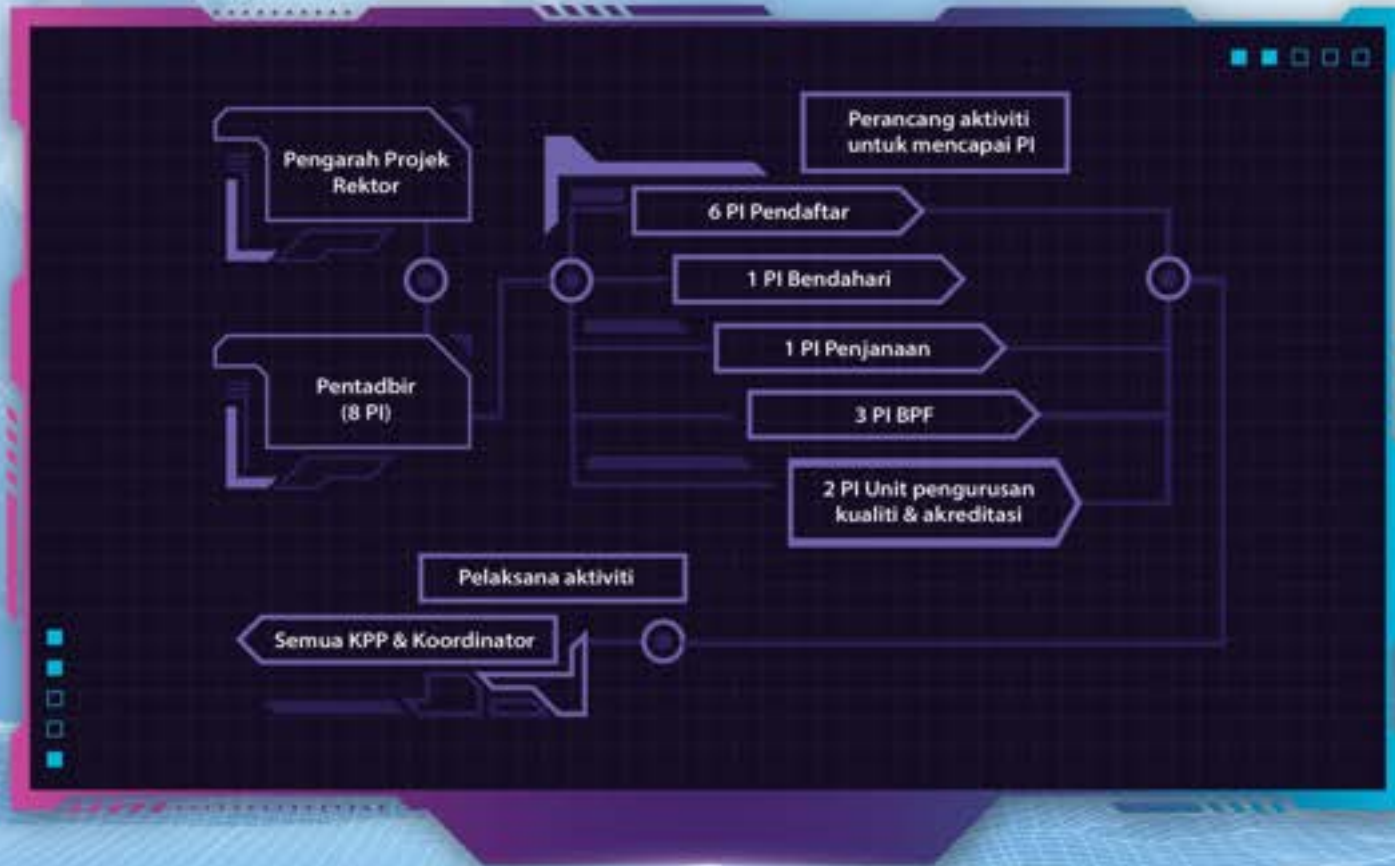 Pengarah Projek
Rektor
Pentadbir
(8 PI)
Perancang aktiviti
untuk mencapai PI
6 PI Pendaftar
1 PI Bendahari
1 PI Penjanaan
3 PI BPF
2 PI Unit pengurusan
kualiti & akreditasi
Pelaksana aktiviti
Semua KPP & Koordinator